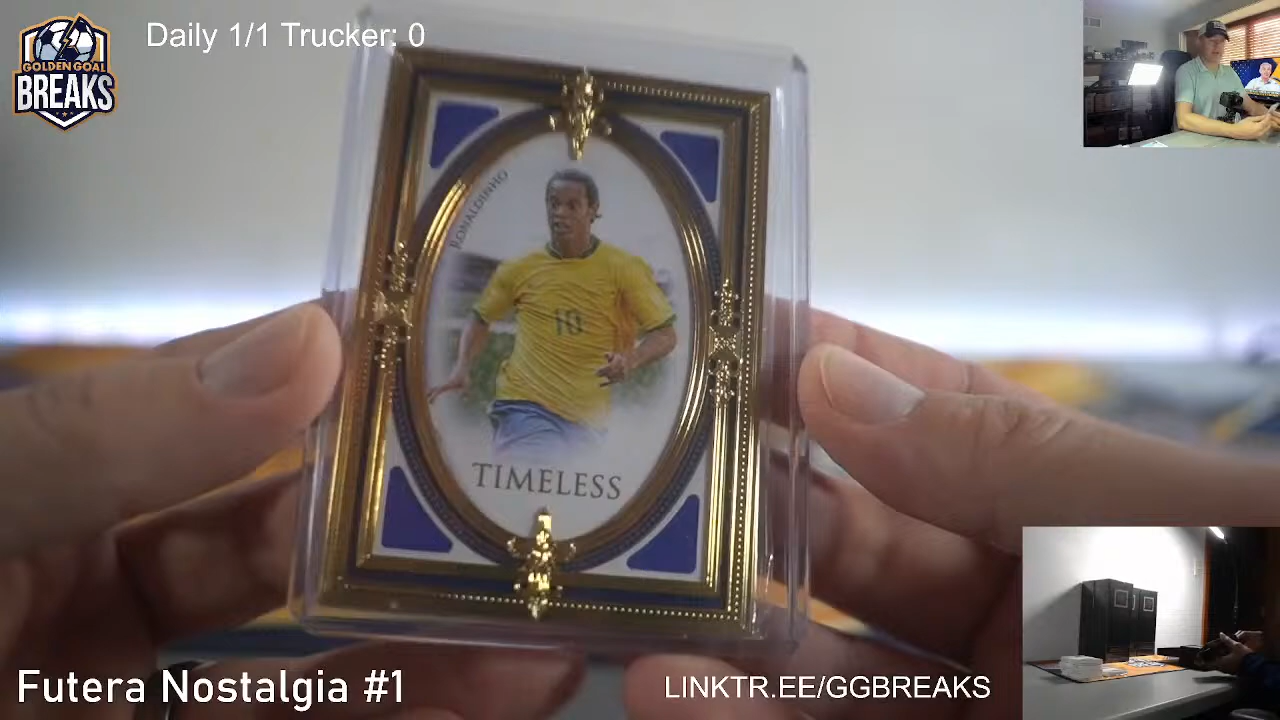 GOLDEN GOAL
BREAKS
Daily 1/1 Trucker: 0
RONALDINHO
10
TIMELESS
Futera Nostalgia #1
LINKTR.EE/GGBREAKS